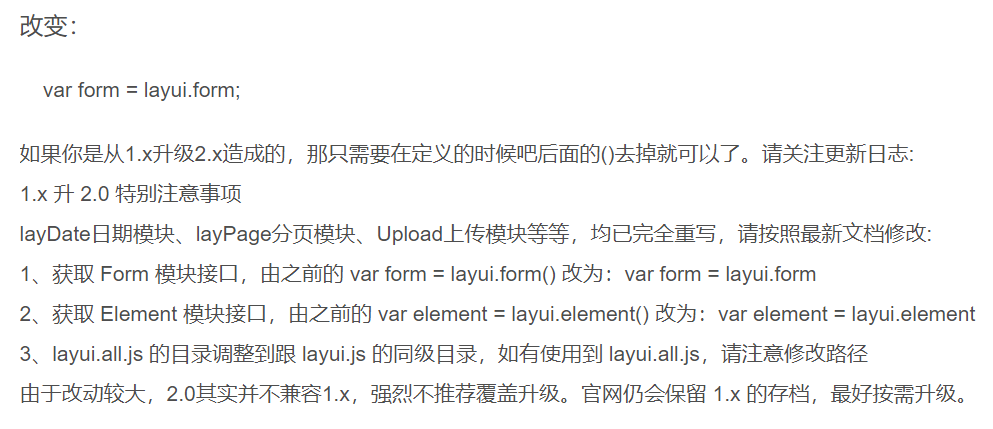 改变：
var form = layui.form;
如果你是从1.x升级2.x造成的，那只需要在定义的时候吧后面的()去掉就可以了。请关注更新日志:
1.x 升 2.0 特别注意事项
layDate日期模块、layPage分页模块、Upload上传模块等等，均已完全重写，请按照最新文档修改:
1、获取 Form 模块接口，由之前的 var form = layui.form() 改为：var form = layui.form
2、获取 Element 模块接口，由之前的 var element = layui.element() 改为：var element = layui.element
3、layui.all.js 的目录调整到跟 layui.js 的同级目录，如有使用到 layui.all.js，请注意修改路径
由于改动较大，2.0其实并不兼容1.x，强烈不推荐覆盖升级。官网仍会保留 1.x 的存档，最好按需升级。